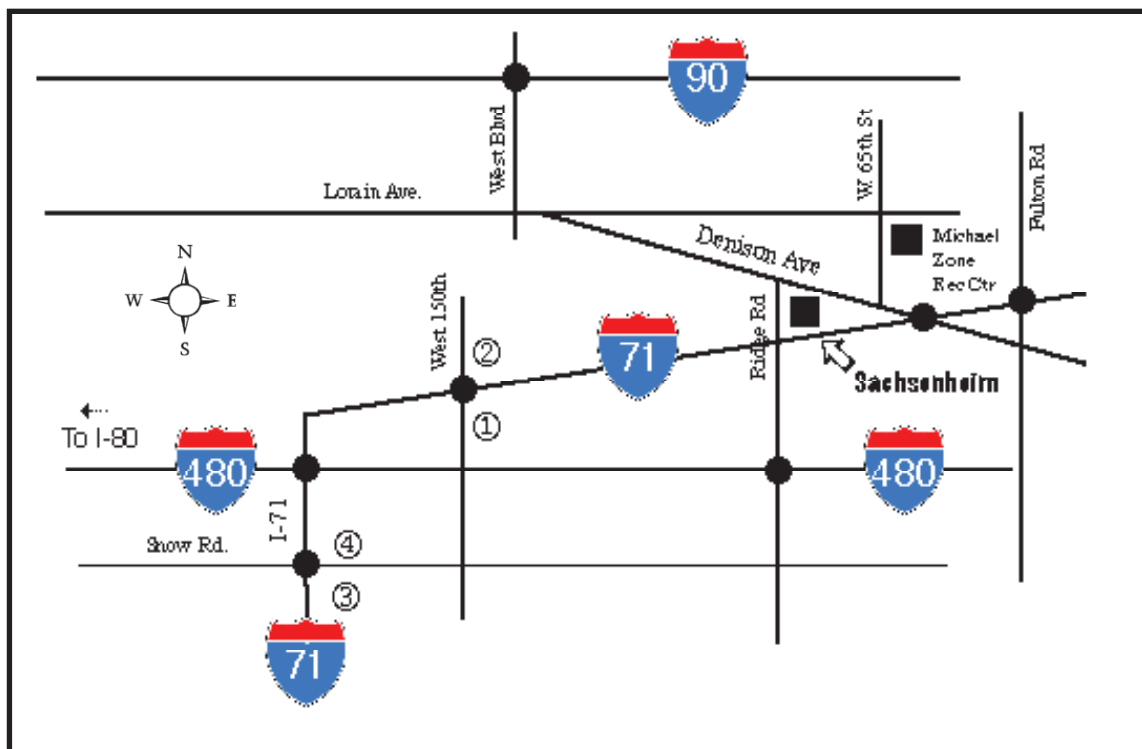 90
West Blvd
W. 65th St
Fulton Rd
Lorain Ave.
Denison Ave
Michael
Zone
Rec Ctr
N
W E
S
West 150th
②
71
Ridge Rd
Sachsenheim
①
To I-80
480
480
I-71
Snow Rd.
④
③
71